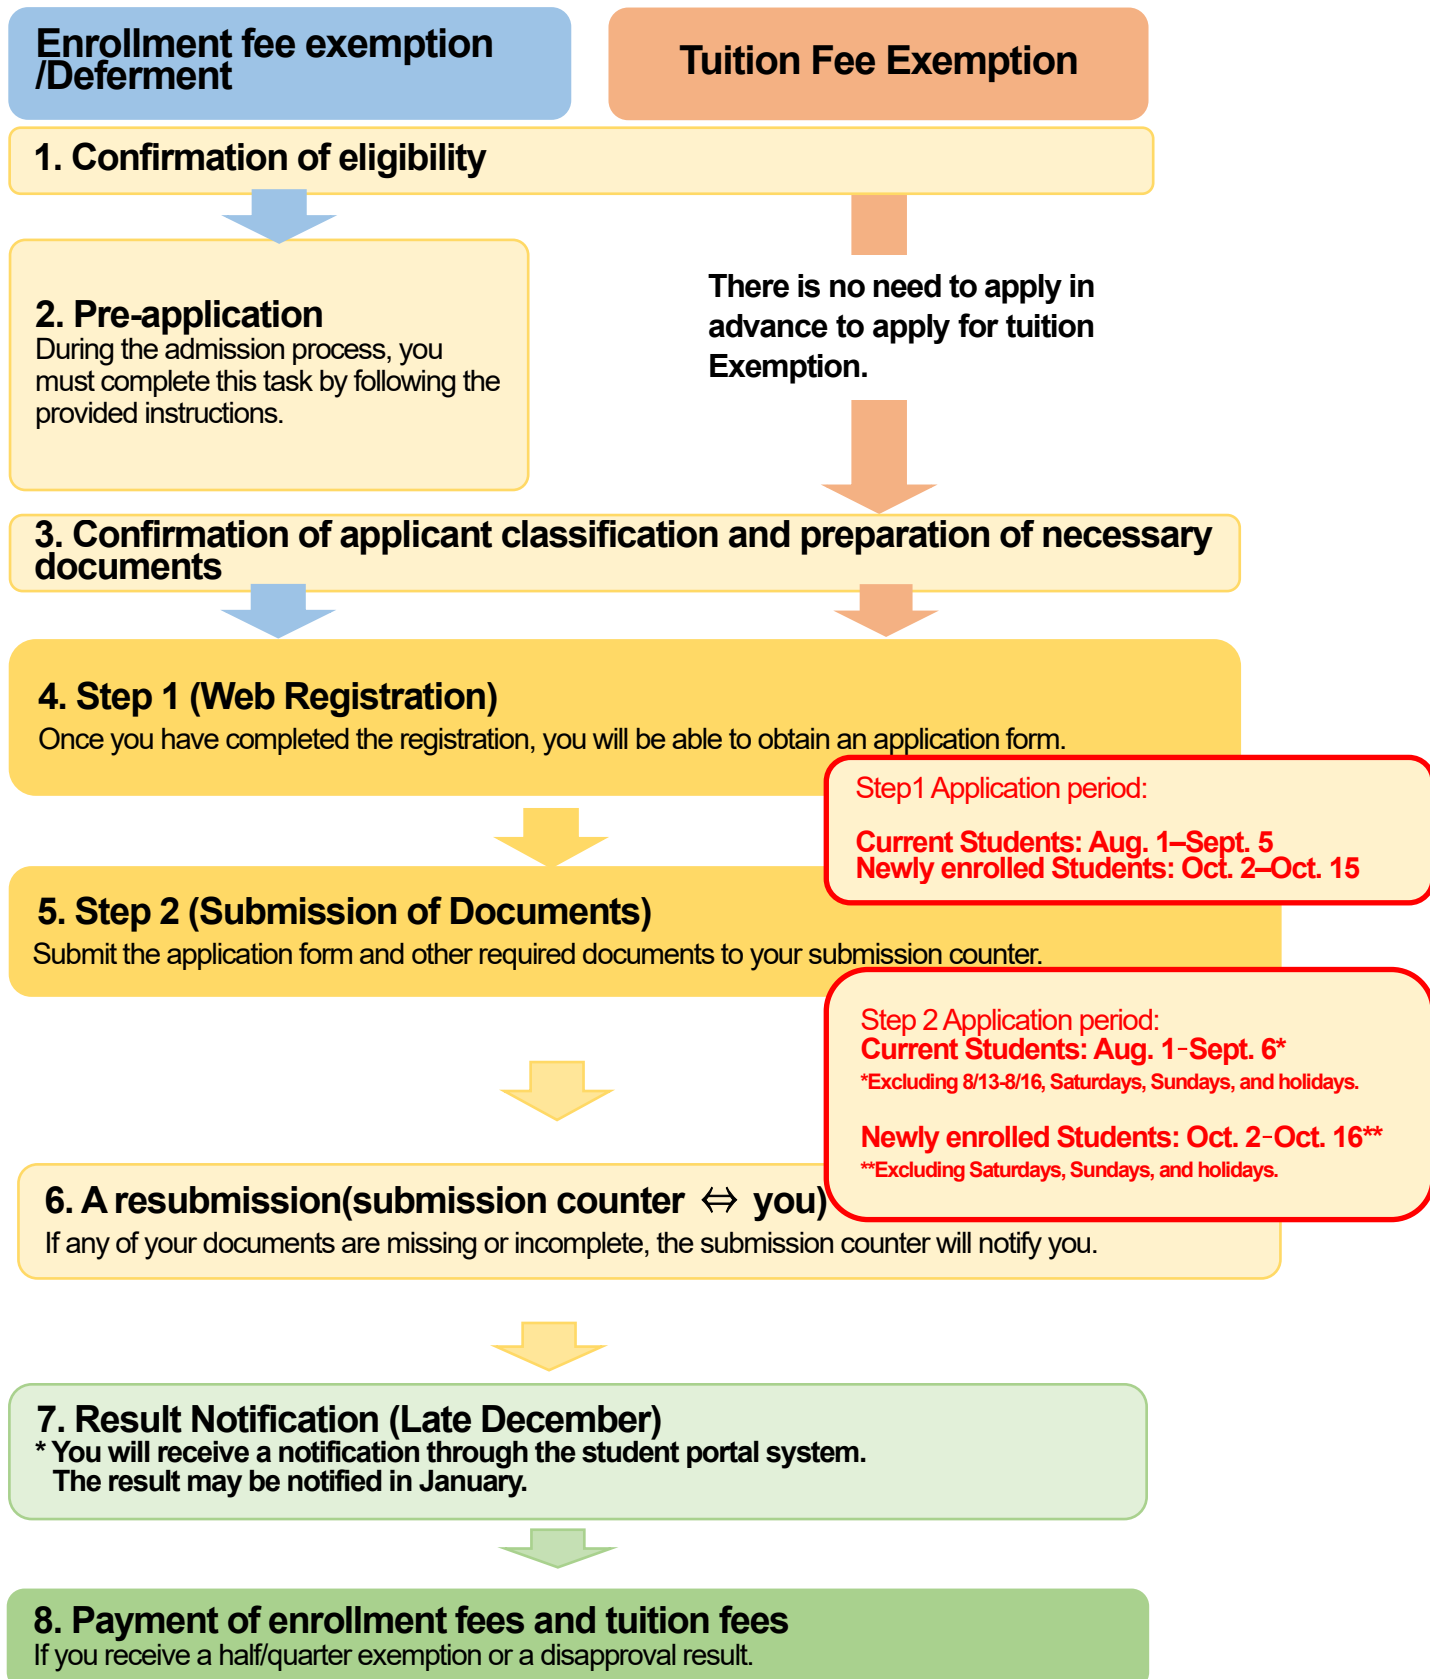 Enrollment fee exemption
/Deferment
Tuition Fee Exemption
1. Confirmation of eligibility
2. Pre-application
During the admission process, you
must complete this task by following the
provided instructions.
There is no need to apply in
advance to apply for tuition
Exemption.
3. Confirmation of applicant classification and preparation of necessary
documents
4. Step 1 (Web Registration)
Once you have completed the registration, you will be able to obtain an application form.
Step1 Application period:
Current Students: Aug. 1–Sept. 5
Newly enrolled Students: Oct. 2–Oct. 15
5. Step 2 (Submission of Documents)
Submit the application form and other required documents to your submission counter.
Step 2 Application period:
Current Students: Aug. 1-Sept. 6*
*Excluding 8/13-8/16, Saturdays, Sundays, and holidays.
Newly enrolled Students: Oct. 2-Oct. 16**
**Excluding Saturdays, Sundays, and holidays.
6. A resubmission(submission counter ⇔ you)
If any of your documents are missing or incomplete, the submission counter will notify you.
7. Result Notification (Late December)
* You will receive a notification through the student portal system.
The result may be notified in January.
8. Payment of enrollment fees and tuition fees
If you receive a half/quarter exemption or a disapproval result.